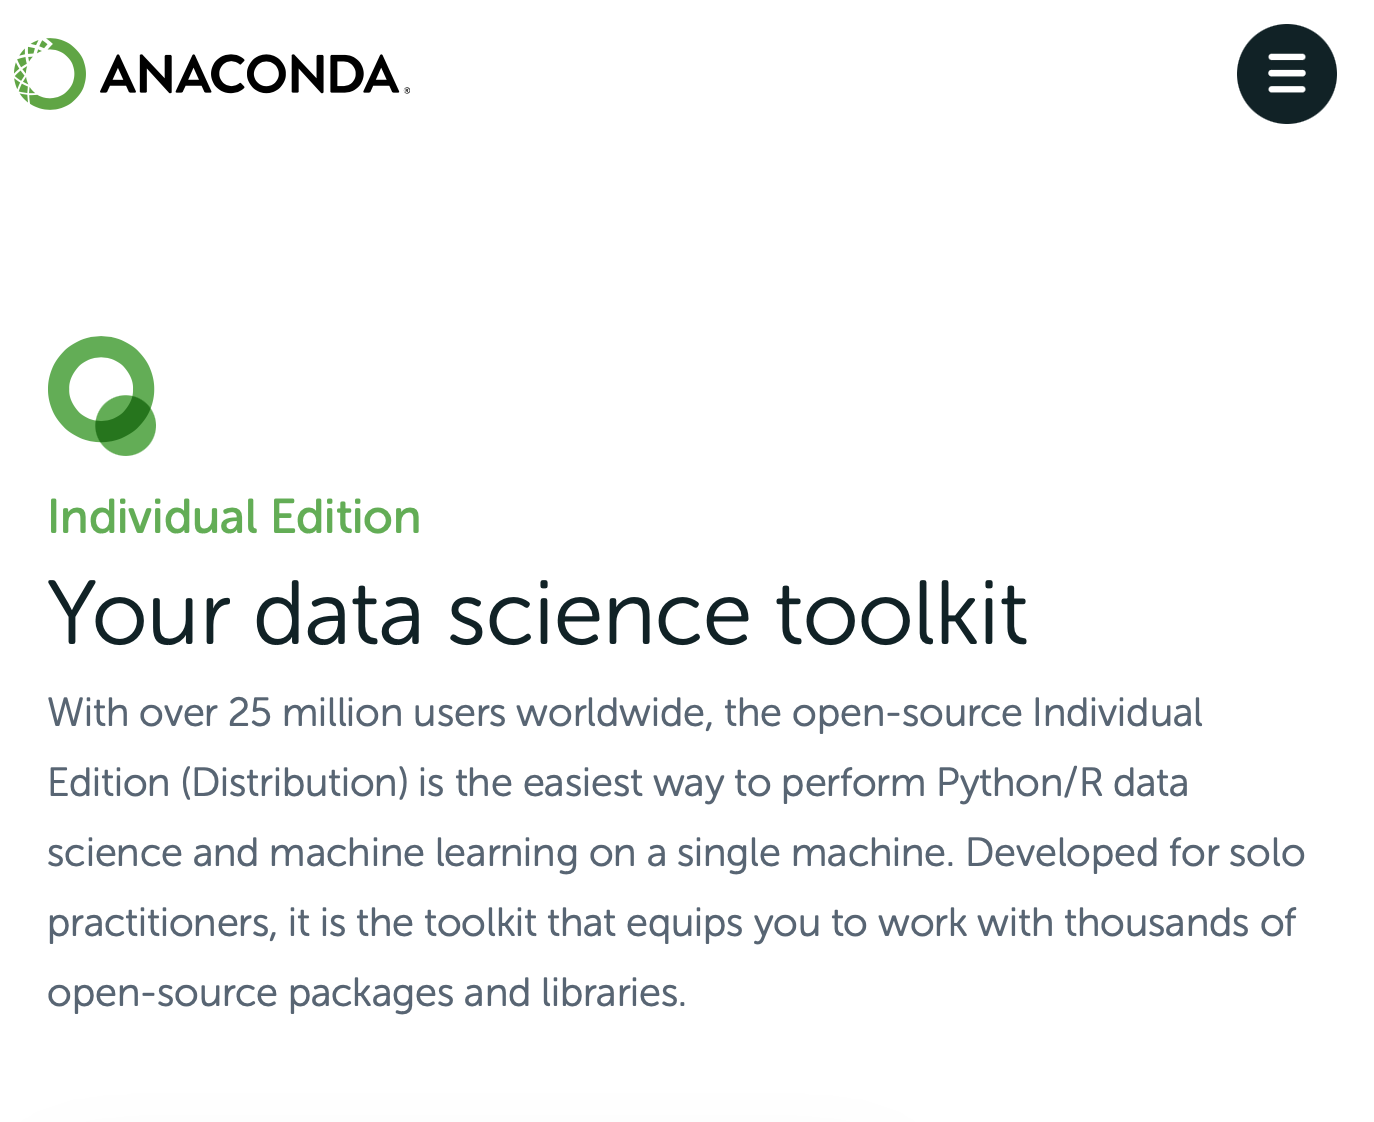 ANACONDA®
Individual Edition
Your data science toolkit
With over 25 million users worldwide, the open-source Individual
Edition (Distribution) is the easiest way to perform Python/R data
science and machine learning on a single machine. Developed for solo
practitioners, it is the toolkit that equips you to work with thousands of
open-source packages and libraries.